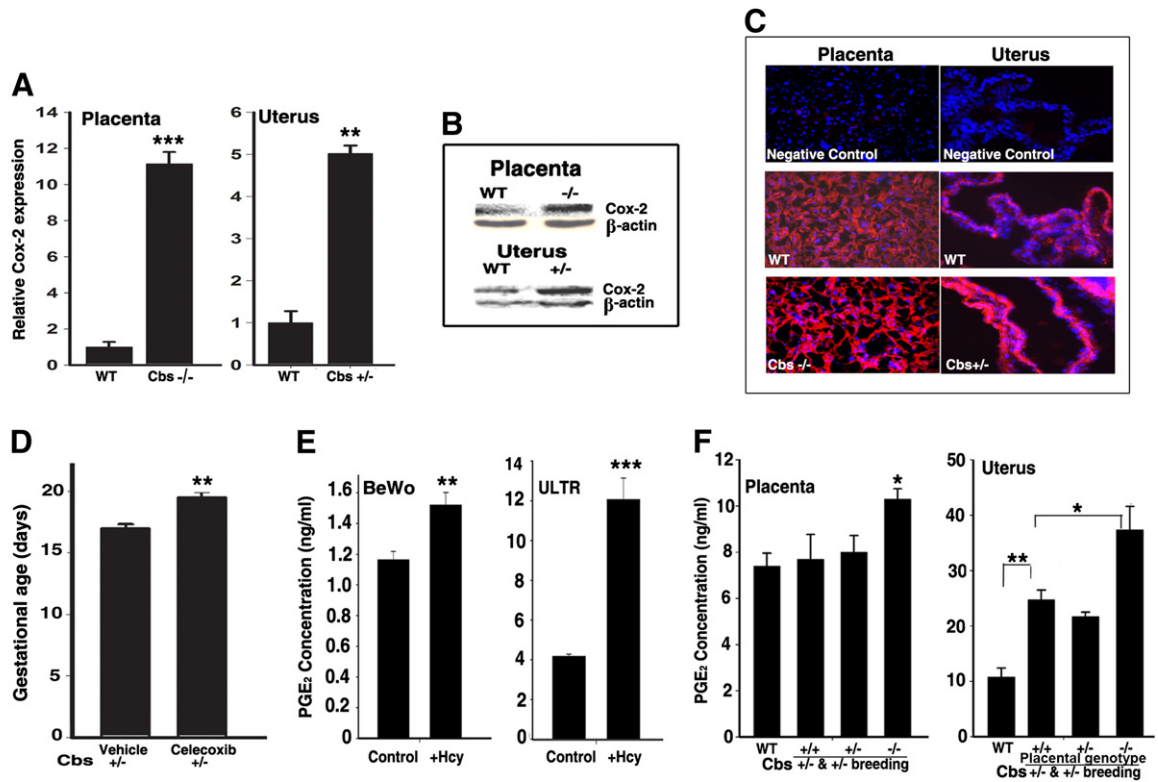 A
Placenta
Uterus
Relative Cox-2 expression
14
12
10
8
6
4
2
0
***
WT
Cbs -/-
6
5
4
3
2
1
0
**
WT
Cbs +/-
B
Placenta
WT -/-
Cox-2
β-actin
Uterus
WT +/-
Cox-2
β-actin
C
Placenta Uterus
Negative Control Negative Control
WT WT
Cbs -/- Cbs+/-
D
Gestational age (days)
20
15
10
5
0
**
Vehicle Celecoxib
Cbs +/- +/-
E
BeWo
PGE₂ Concentration (ng/ml)
1.6
1.4
1.2
1.0
0.8
0.6
0.4
0.2
0
**
Control +Hcy
ULTR
14
12
10
8
6
4
2
0
***
Control +Hcy
F
Placenta
PGE₂ Concentration (ng/ml)
12
10
8
6
4
2
0
*
WT +/+ +/- -/-
Cbs +/- & +/- breeding
Uterus
50
40
30
20
10
0
**
*
WT +/+ +/- -/-
Placental genotype
Cbs +/- & +/- breeding